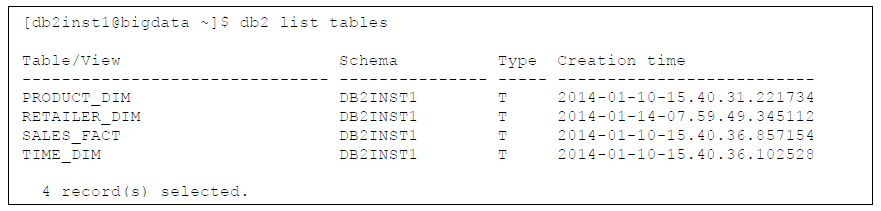 [db2inst1@bigdata ~]$ db2 list tables
Table/View Schema Type Creation time
------------------------------- --------------- ----- --------------------------
PRODUCT_DIM DB2INST1 T 2014-01-10-15.40.31.221734
RETAILER_DIM DB2INST1 T 2014-01-14-07.59.49.345112
SALES_FACT DB2INST1 T 2014-01-10-15.40.36.857154
TIME_DIM DB2INST1 T 2014-01-10-15.40.36.102528
4 record(s) selected.